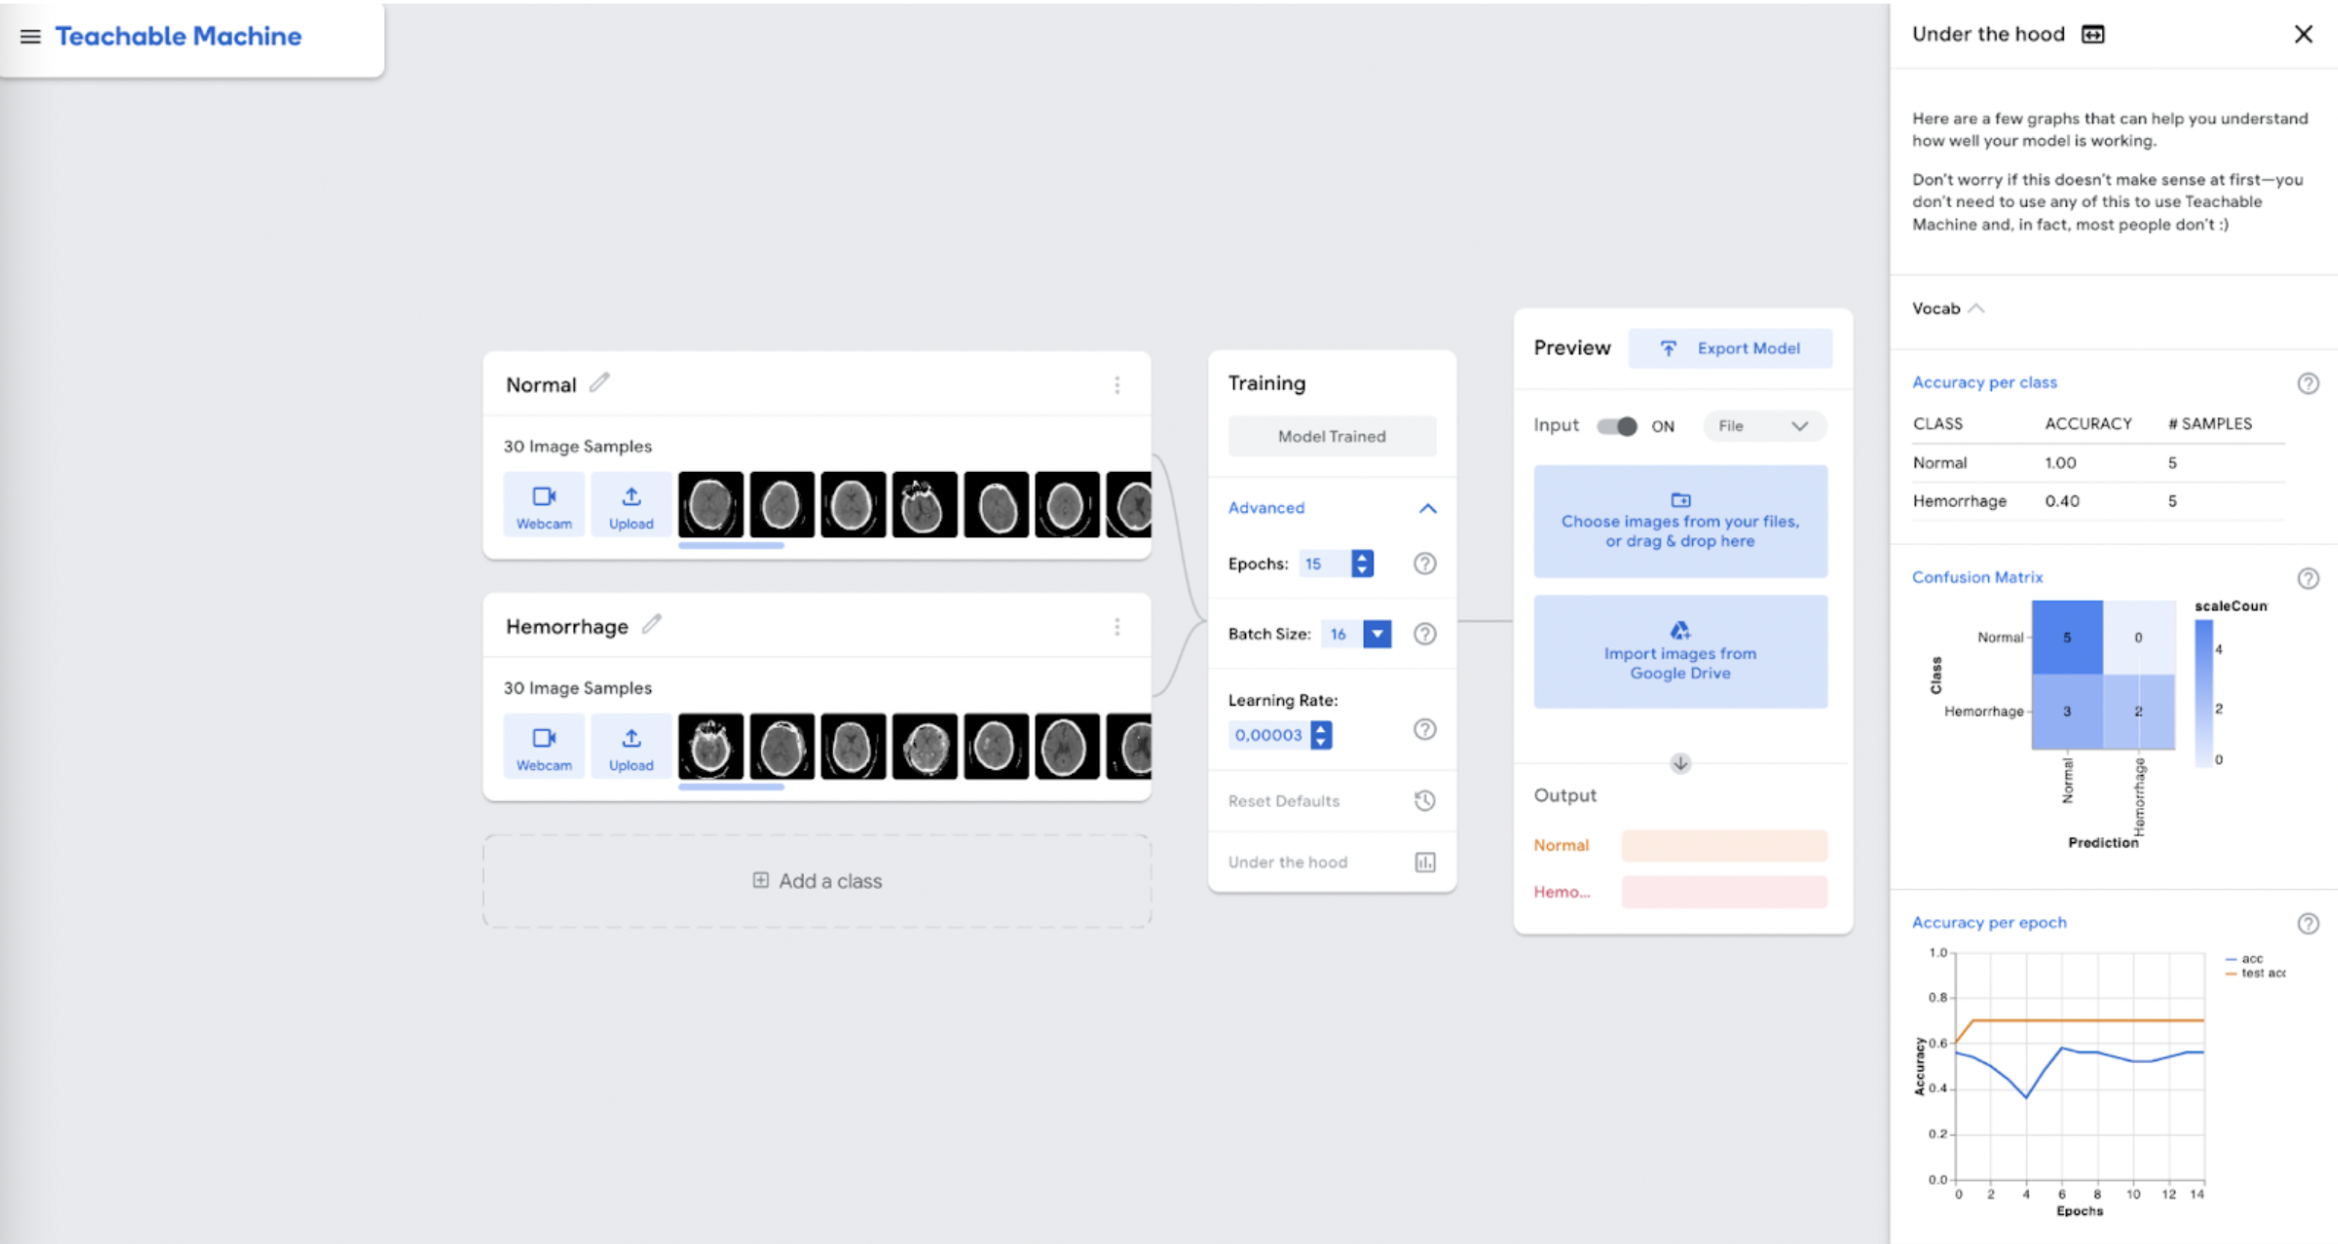 Teachable Machine
Normal
30 Image Samples
Webcam
Upload
Hemorrhage
30 Image Samples
Webcam
Upload
Add a class
Training
Model Trained
Advanced
Epochs: 15
Batch Size: 16
Learning Rate:
0,00003
Reset Defaults
Under the hood
Preview
Export Model
Input ON File
Choose images from your files,
or drag & drop here
Import images from
Google Drive
Output
Normal
Hemo...
Under the hood
Here are a few graphs that can help you understand
how well your model is working.
Don't worry if this doesn't make sense at first—you
don't need to use any of this to use Teachable
Machine and, in fact, most people don't :)
Vocab
Accuracy per class
CLASS ACCURACY # SAMPLES
Normal 1.00 5
Hemorrhage 0.40 5
Confusion Matrix
scaleCoun
Normal 5 0
Hemorrhage 3 2
Class
4
2
0
Normal
Hemorrhage
Prediction
Accuracy per epoch
acc
test acc
1.0
0.8
0.6
0.4
0.2
0.0
Accuracy
0 2 4 6 8 10 12 14
Epochs